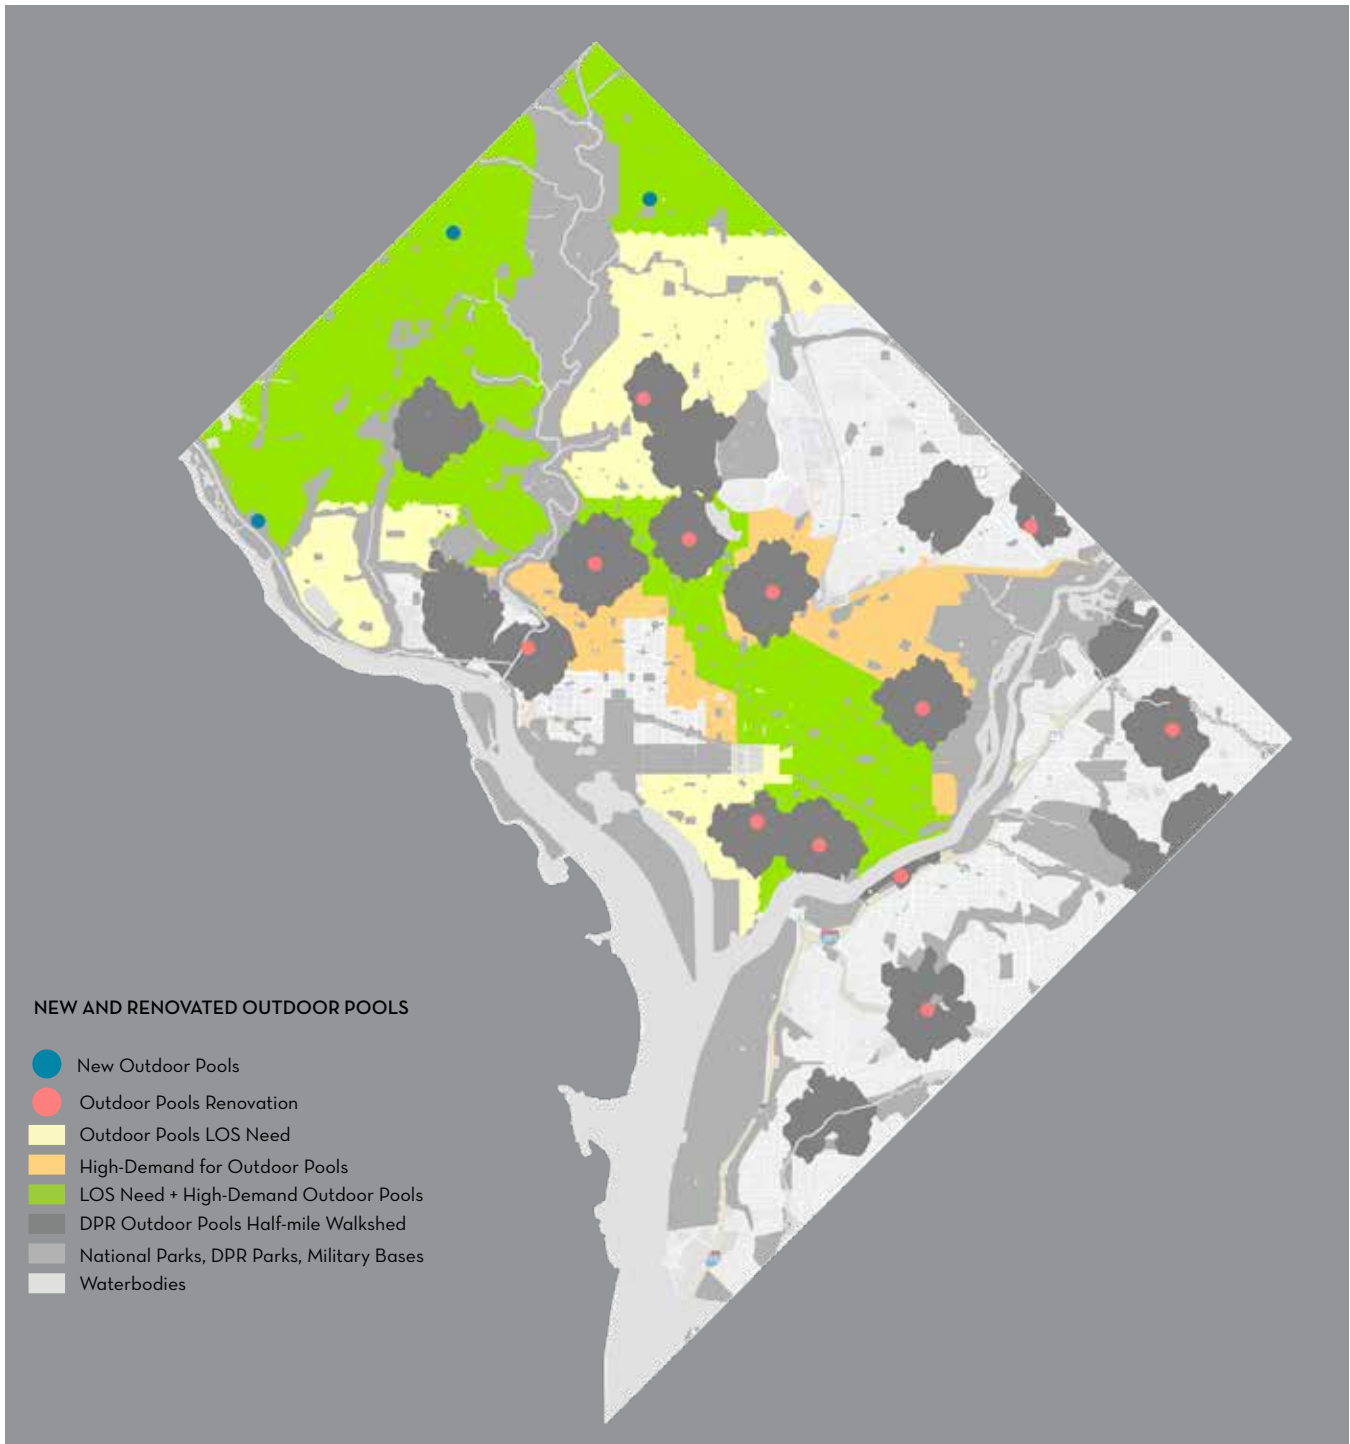 NEW AND RENOVATED OUTDOOR POOLS
New Outdoor Pools
Outdoor Pools Renovation
Outdoor Pools LOS Need
High-Demand for Outdoor Pools
LOS Need + High-Demand Outdoor Pools
DPR Outdoor Pools Half-mile Walkshed
National Parks, DPR Parks, Military Bases
Waterbodies